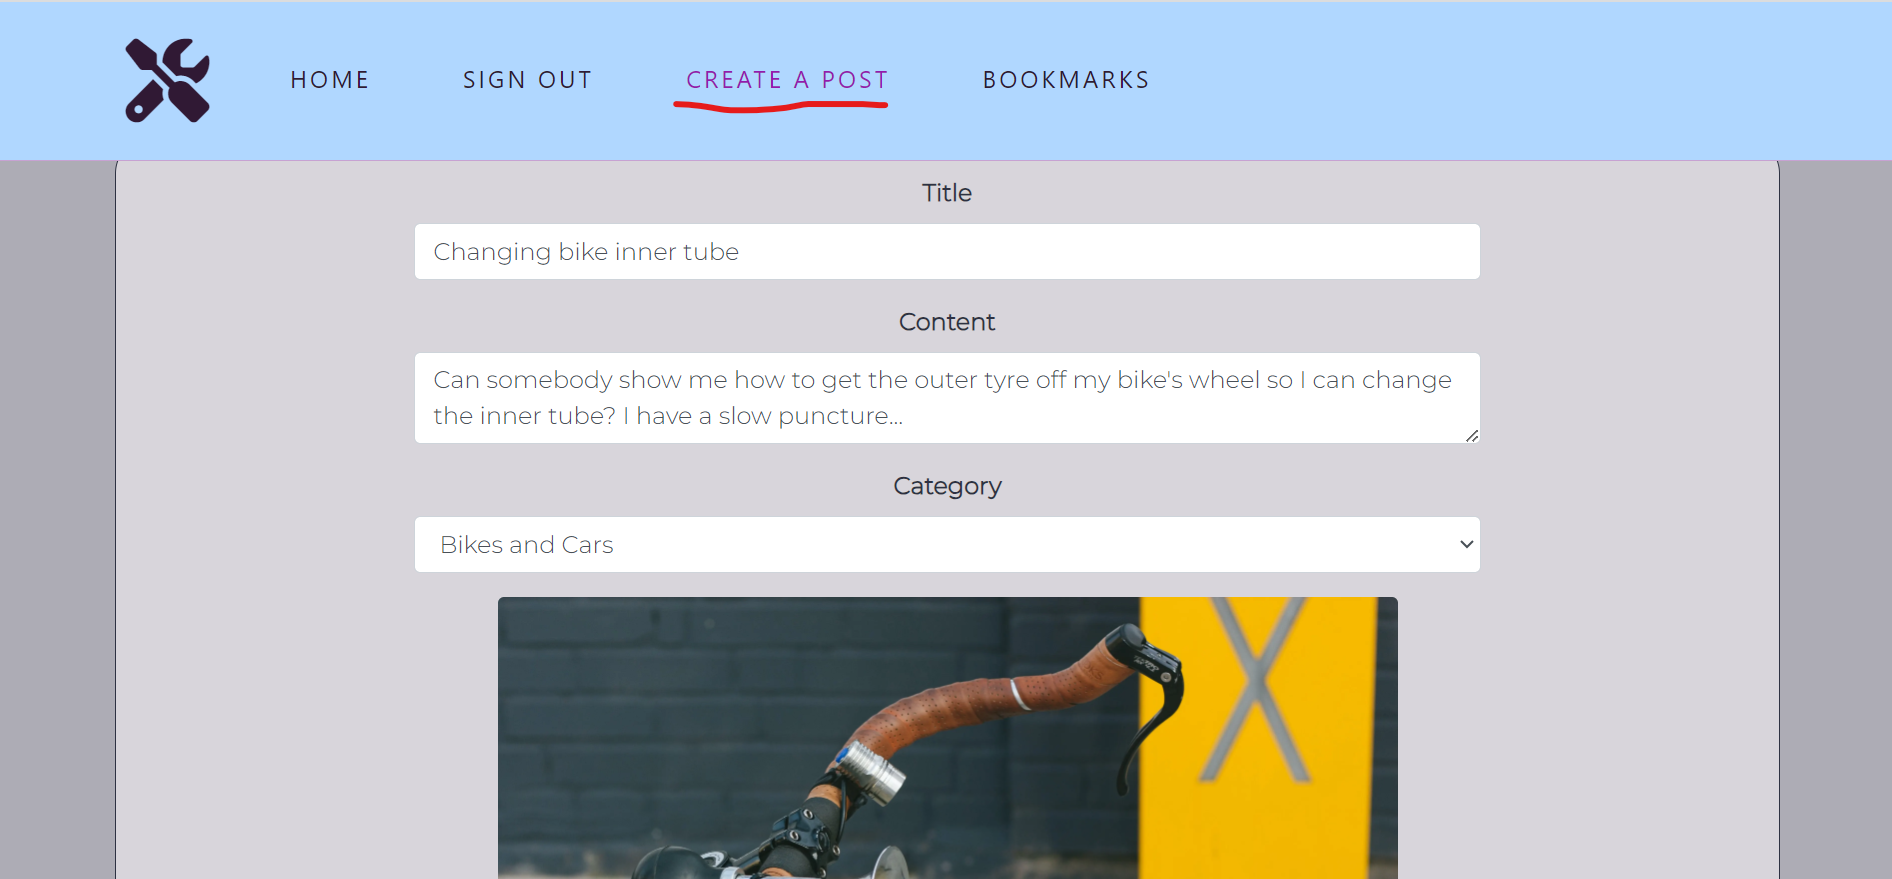 HOME SIGN OUT CREATE A POST BOOKMARKS
Title
Changing bike inner tube
Content
Can somebody show me how to get the outer tyre off my bike's wheel so I can change
the inner tube? I have a slow puncture...
Category
Bikes and Cars